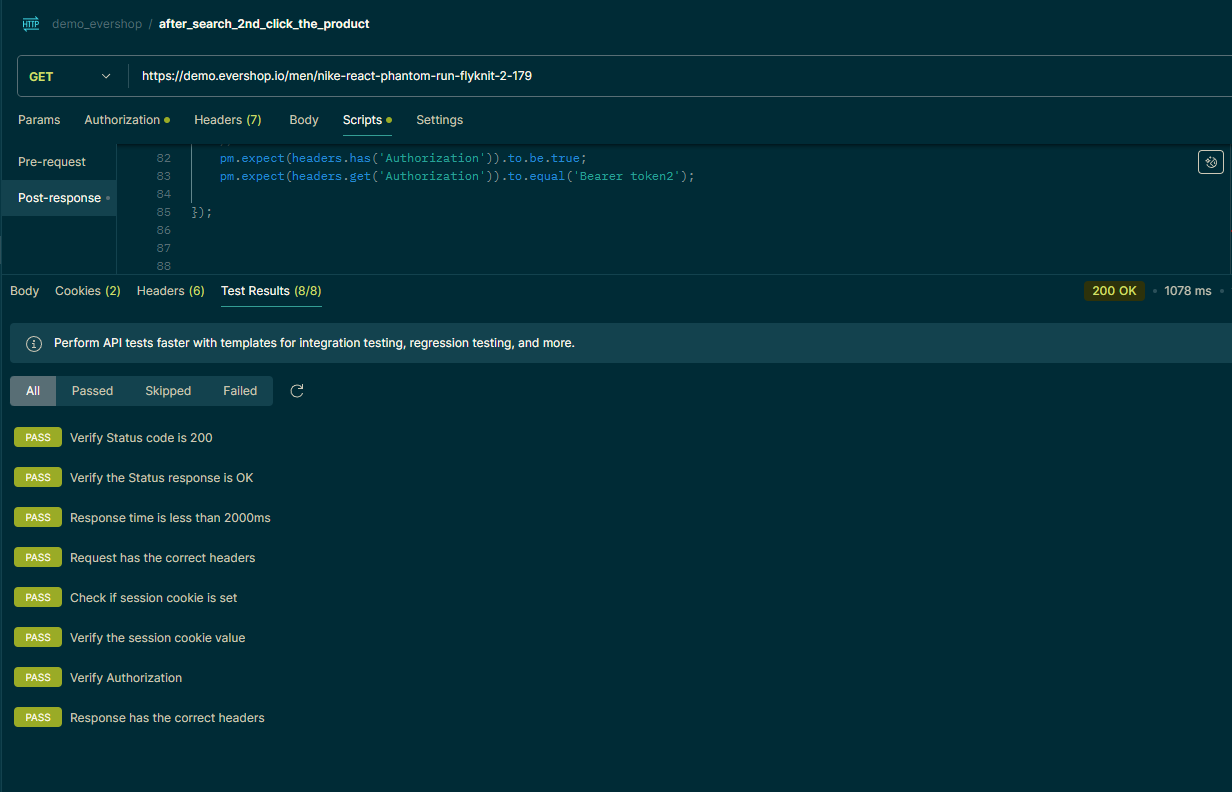 HTTP demo_evershop / after_search_2nd_click_the_product
GET https://demo.evershop.io/men/nike-react-phantom-run-flyknit-2-179
Params Authorization Headers (7) Body Scripts Settings
Pre-request
Post-response
82 pm.expect(headers.has('Authorization')).to.be.true;
83 pm.expect(headers.get('Authorization')).to.equal('Bearer token2');
84
85 });
86
87
88
Body Cookies (2) Headers (6) Test Results (8/8) 200 OK • 1078 ms •
Perform API tests faster with templates for integration testing, regression testing, and more.
All Passed Skipped Failed
PASS Verify Status code is 200
PASS Verify the Status response is OK
PASS Response time is less than 2000ms
PASS Request has the correct headers
PASS Check if session cookie is set
PASS Verify the session cookie value
PASS Verify Authorization
PASS Response has the correct headers